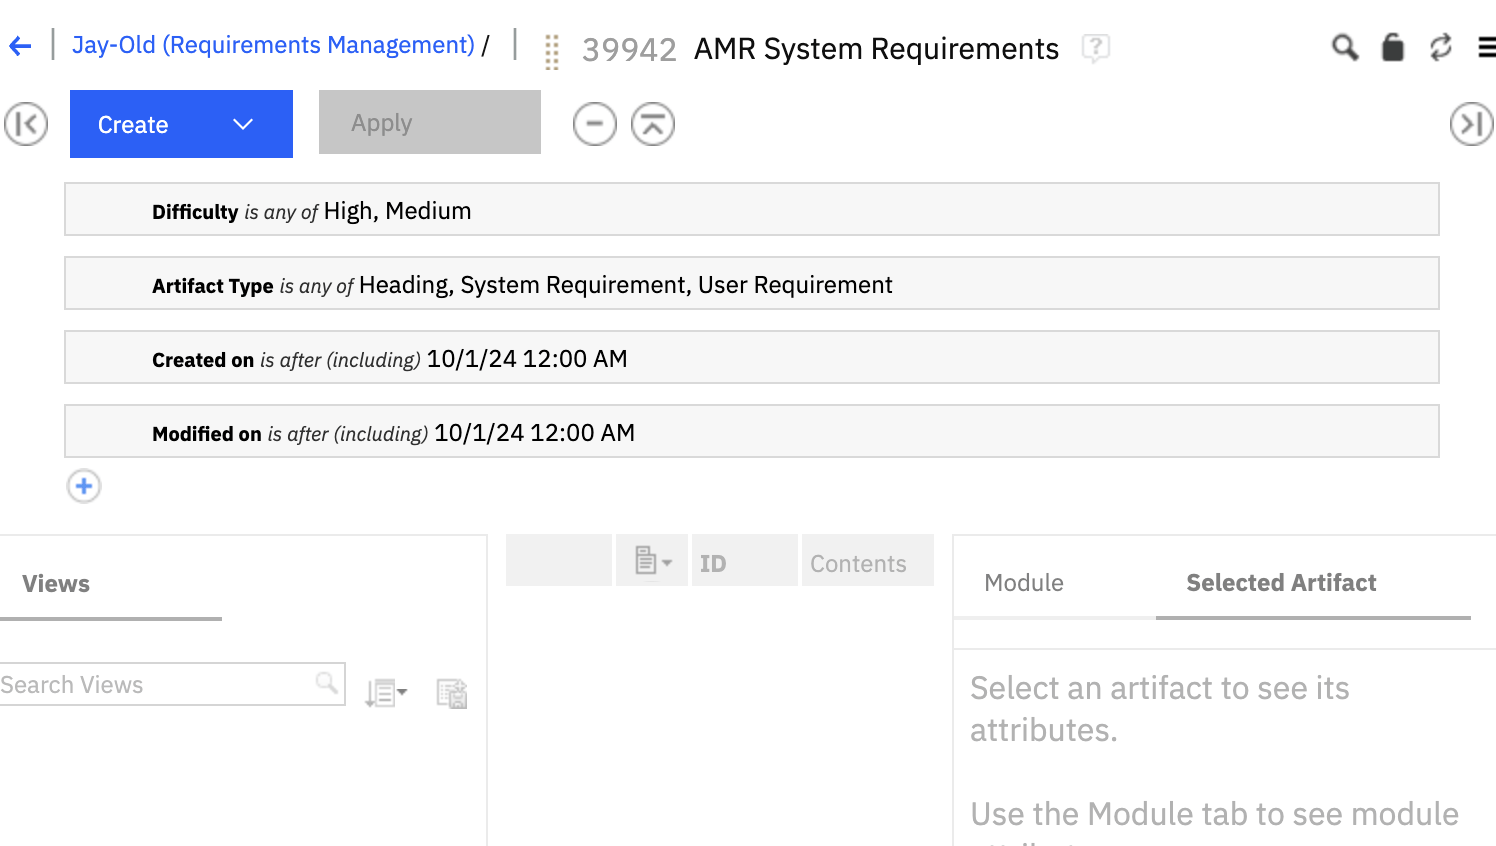 Jay-Old (Requirements Management) / 39942 AMR System Requirements ?
Create Apply
Difficulty is any of High, Medium
Artifact Type is any of Heading, System Requirement, User Requirement
Created on is after (including) 10/1/24 12:00 AM
Modified on is after (including) 10/1/24 12:00 AM
Views
Search Views
ID Contents
Module Selected Artifact
Select an artifact to see its
attributes.
Use the Module tab to see module